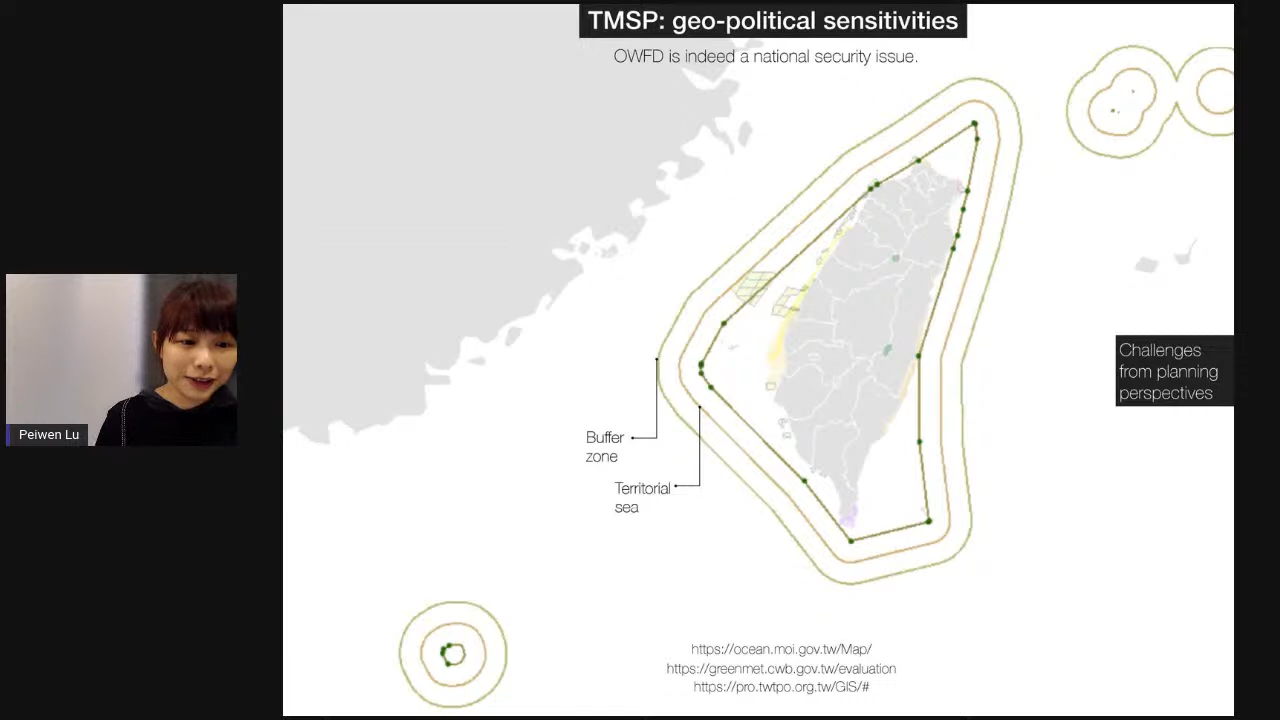 TMSP: geo-political sensitivities
OWFD is indeed a national security issue.
Challenges
from planning
perspectives
Peiwen Lu
Buffer
zone
Territorial
sea
https://ocean.moi.gov.tw/Map/
https://greenmet.cwb.gov.tw/evaluation
https://pro.twtpo.org.tw/GIS/#